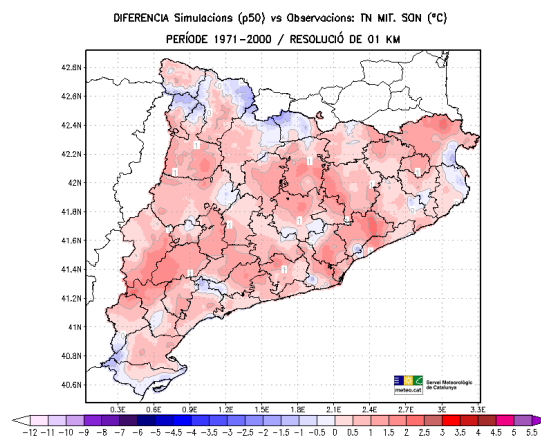 DIFERENCIA Simulacions (p50) vs Observacions: TN MIT. SON (°C)
PERÍODE 1971-2000 / RESOLUCIÓ DE 01 KM
42.8N
42.6N
42.4N
42.2N
42N
41.8N
41.6N
41.4N
41.2N
41N
40.8N
40.6N
0.3E 0.6E 0.9E 1.2E 1.5E 1.8E 2.1E 2.4E 2.7E 3E 3.3E
meteo.cat
Servei Meteorològic
de Catalunya
-12 -11 -10 -9 -8 -7 -6 -5 -4.5 -4 -3.5 -3 -2.5 -2 -1.5 -1 -0.5 0 0.5 1 1.5 2 2.5 3 3.5 4 4.5 5 5.5